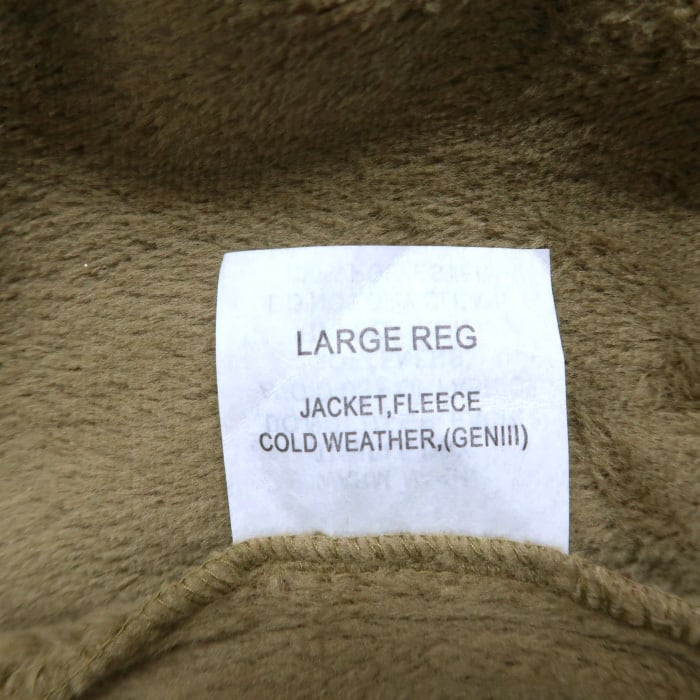 LARGE REG
JACKET,FLEECE
COLD WEATHER,(GENIII)